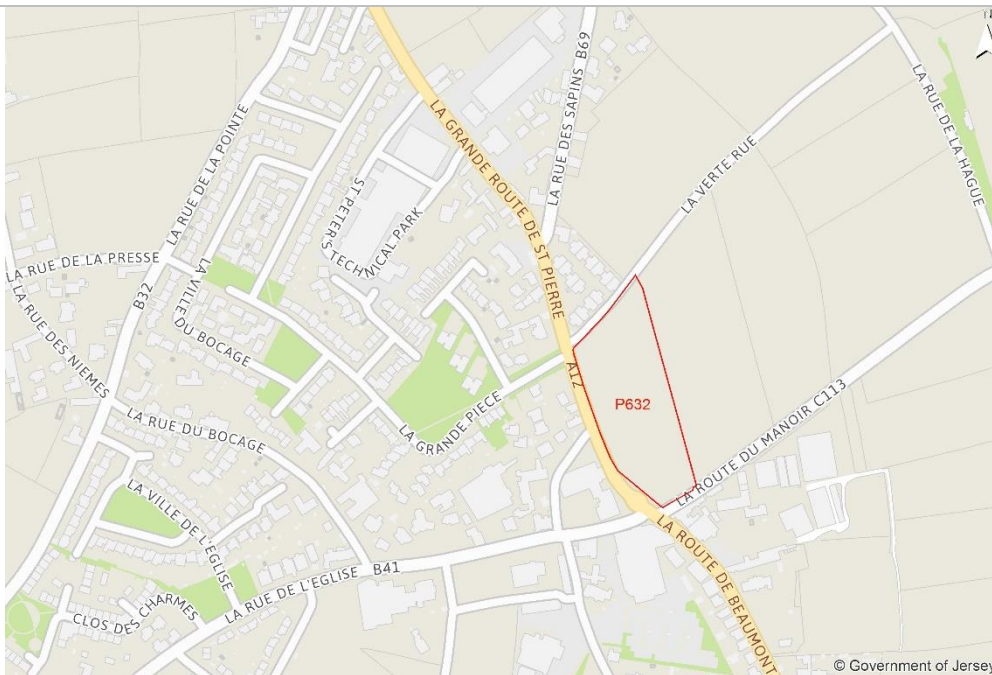 LA GRANDE ROUTE DE ST PIERRE
LA RUE DES SAPINS B69
LA RUE DE LA POINTE
B32
LA VERTE RUE
LA RUE DE LA HAGUE
ST PETER'S TECHNICAL PARK
LA RUE DE LA PRESSE
LA VILLE DU BOCAGE
LA RUE DES NIEMES
LA RUE DU BOCAGE
LA GRANDE PIECE
A12
P632
LA ROUTE DU MANOIR C113
LA VILLE DE L'EGLISE
LA RUE DE L'EGLISE B41
CLOS DES CHARMES
LA ROUTE DE BEAUMONT
© Government of Jersey